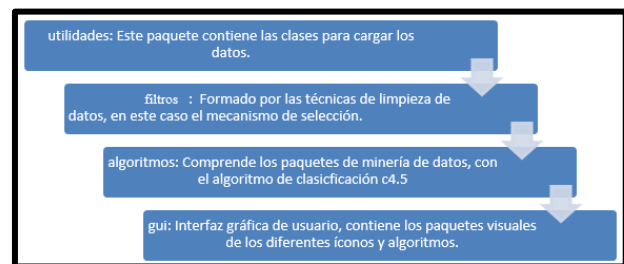 utilidades: Este paquete contiene las clases para cargar los
datos.
filtros : Formado por las técnicas de limpieza de
datos, en este caso el mecanismo de selección.
algoritmos: Comprende los paquetes de minería de datos, con
el algoritmo de clasicficación c4.5
gui: Interfaz gráfica de usuario, contiene los paquetes visuales
de los diferentes íconos y algoritmos.